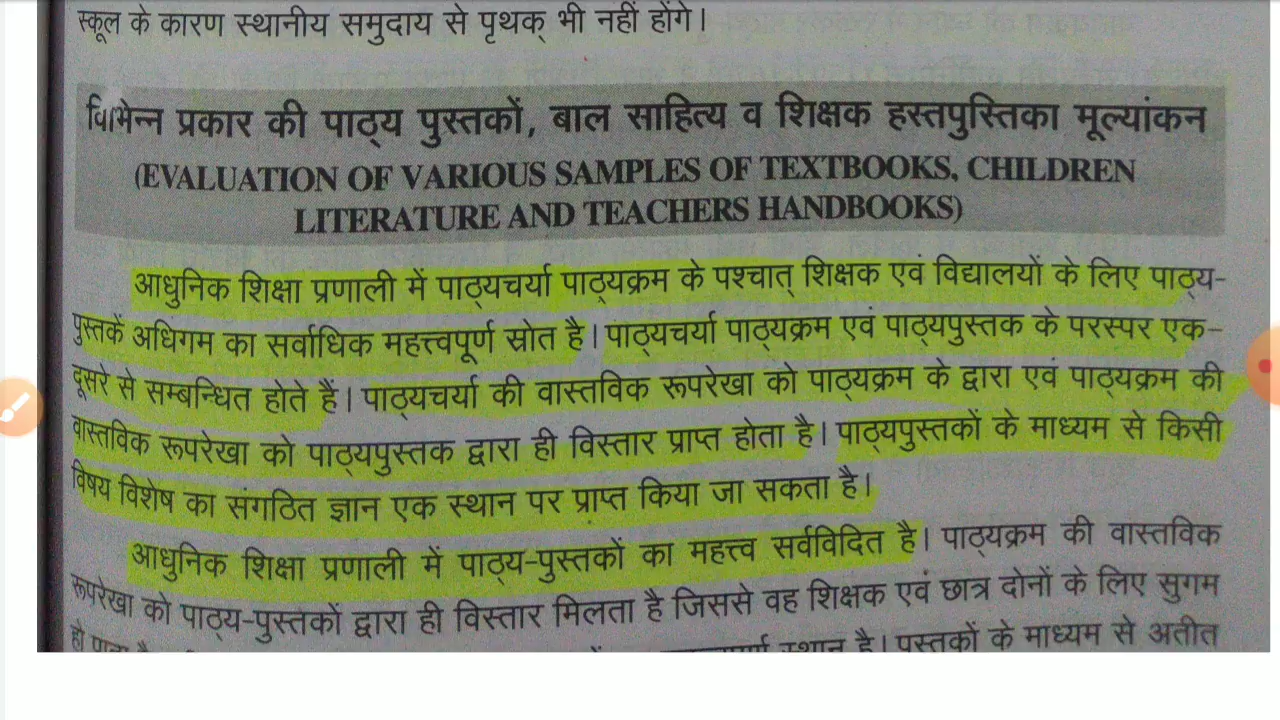 स्कूल के कारण स्थानीय समुदाय से पृथक् भी नहीं होंगे।
विभिन्न प्रकार की पाठ्य पुस्तकों, बाल साहित्य व शिक्षक हस्तपुस्तिका मूल्यांकन
(EVALUATION OF VARIOUS SAMPLES OF TEXTBOOKS, CHILDREN
LITERATURE AND TEACHERS HANDBOOKS)
आधुनिक शिक्षा प्रणाली में पाठ्यचर्या पाठ्यक्रम के पश्चात् शिक्षक एवं विद्यालयों के लिए पाठ्य-
पुस्तकें अधिगम का सर्वाधिक महत्त्वपूर्ण स्रोत है। पाठ्यचर्या पाठ्यक्रम एवं पाठ्यपुस्तक के परस्पर एक-
दूसरे से सम्बन्धित होते हैं। पाठ्यचर्या की वास्तविक रूपरेखा को पाठ्यक्रम के द्वारा एवं पाठ्यक्रम की
वास्तविक रूपरेखा को पाठ्यपुस्तक द्वारा ही विस्तार प्राप्त होता है। पाठ्यपुस्तकों के माध्यम से किसी
विषय विशेष का संगठित ज्ञान एक स्थान पर प्राप्त किया जा सकता है।
आधुनिक शिक्षा प्रणाली में पाठ्य-पुस्तकों का महत्त्व सर्वविदित है। पाठ्यक्रम की वास्तविक
रूपरेखा को पाठ्य-पुस्तकों द्वारा ही विस्तार मिलता है जिससे वह शिक्षक एवं छात्र दोनों के लिए सुगम
स्थान है। पुस्तकों के माध्यम से अतीत